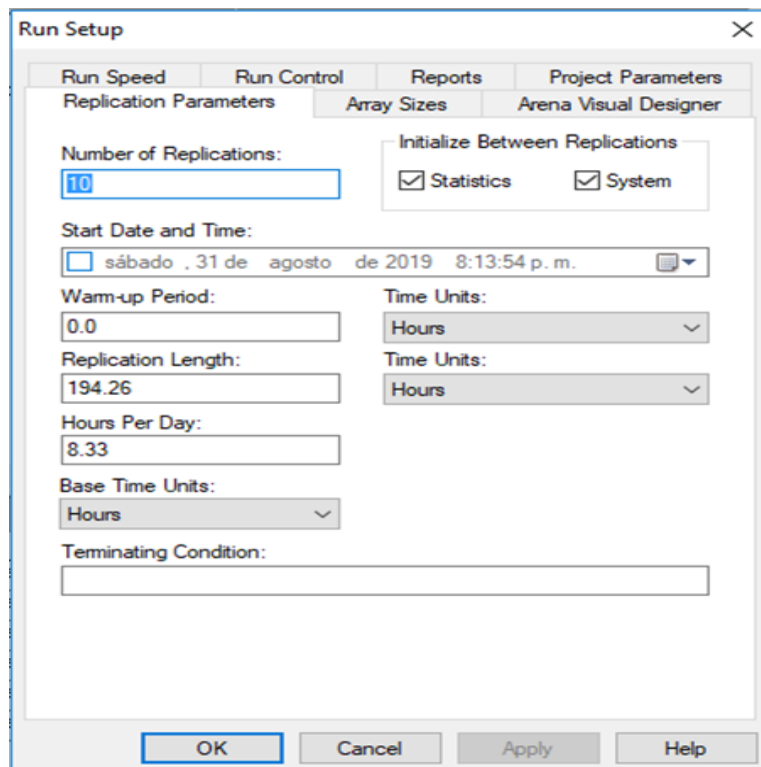 Run Setup
Run Speed Run Control Reports Project Parameters
Replication Parameters Array Sizes Arena Visual Designer
Number of Replications:
10
Initialize Between Replications
Statistics System
Start Date and Time:
sábado , 31 de agosto de 2019 8:13:54 p. m.
Warm-up Period: Time Units:
0.0 Hours
Replication Length: Time Units:
194.26 Hours
Hours Per Day:
8.33
Base Time Units:
Hours
Terminating Condition:
OK Cancel Apply Help